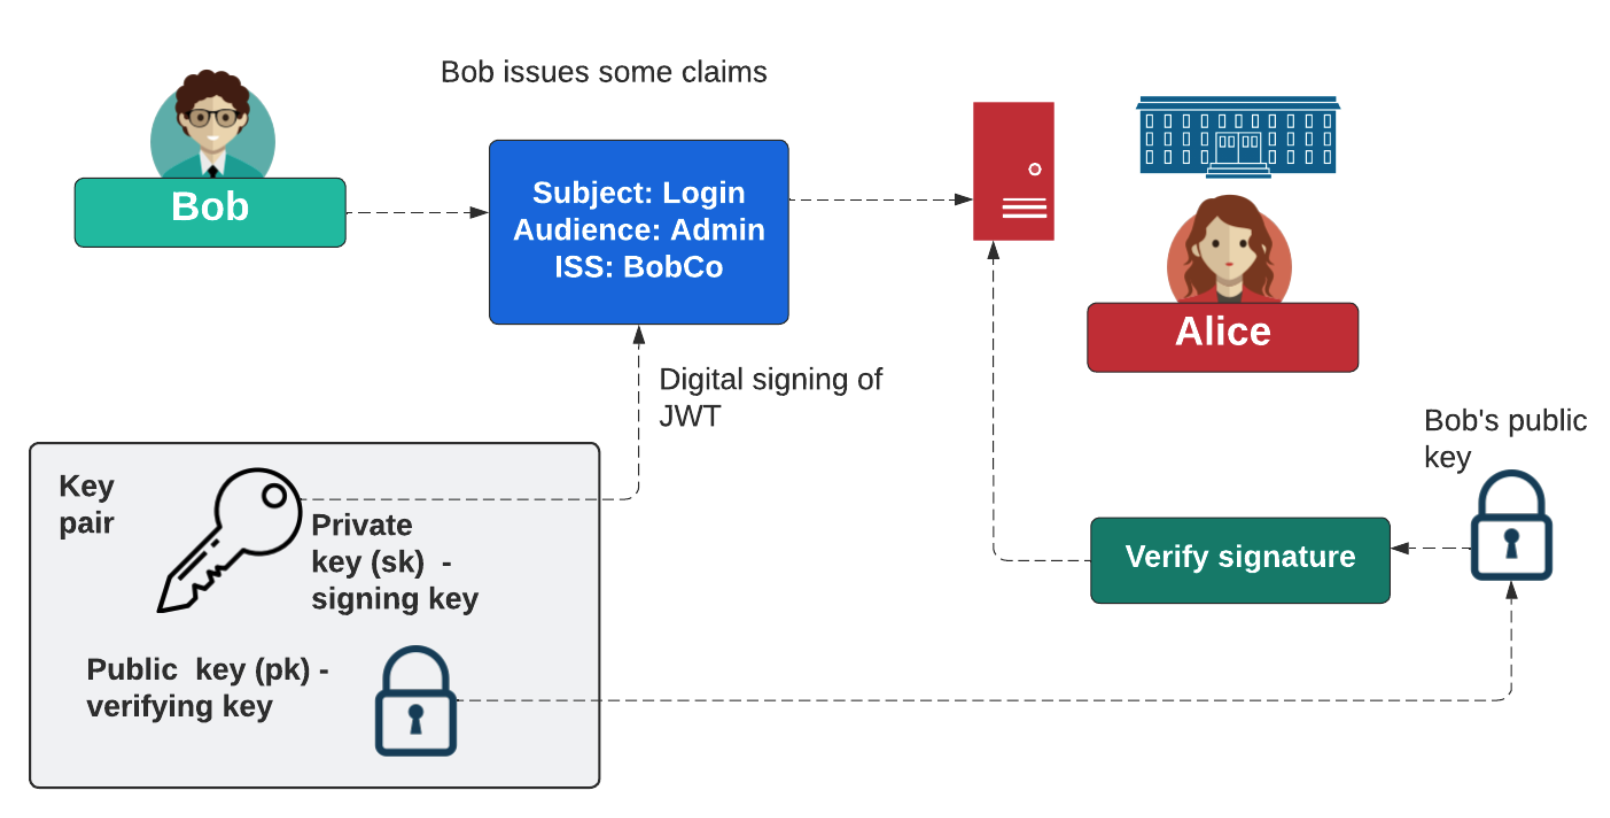 Bob issues some claims
Bob
Subject: Login
Audience: Admin
ISS: BobCo
Alice
Digital signing of
JWT
Bob's public
key
Key
pair
Private
key (sk) -
signing key
Verify signature
Public key (pk) -
verifying key